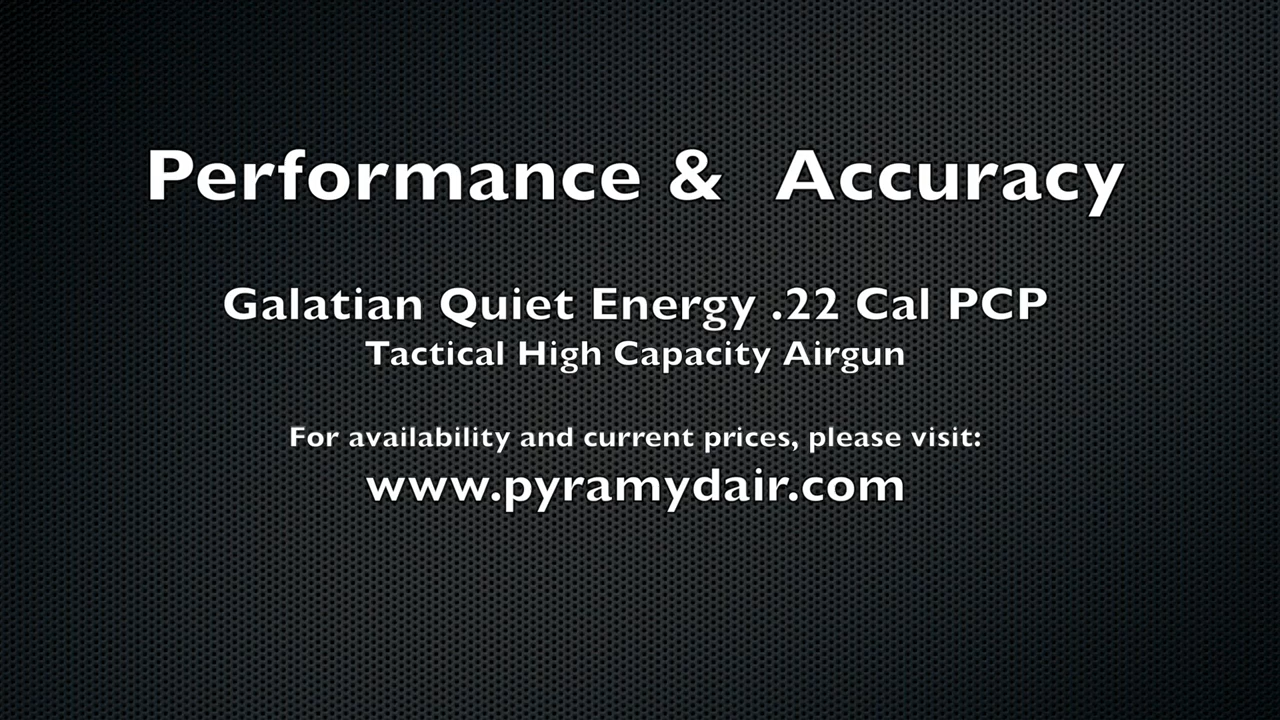 Performance & Accuracy
Galatian Quiet Energy .22 Cal PCP
Tactical High Capacity Airgun
For availability and current prices, please visit:
www.pyramydair.com